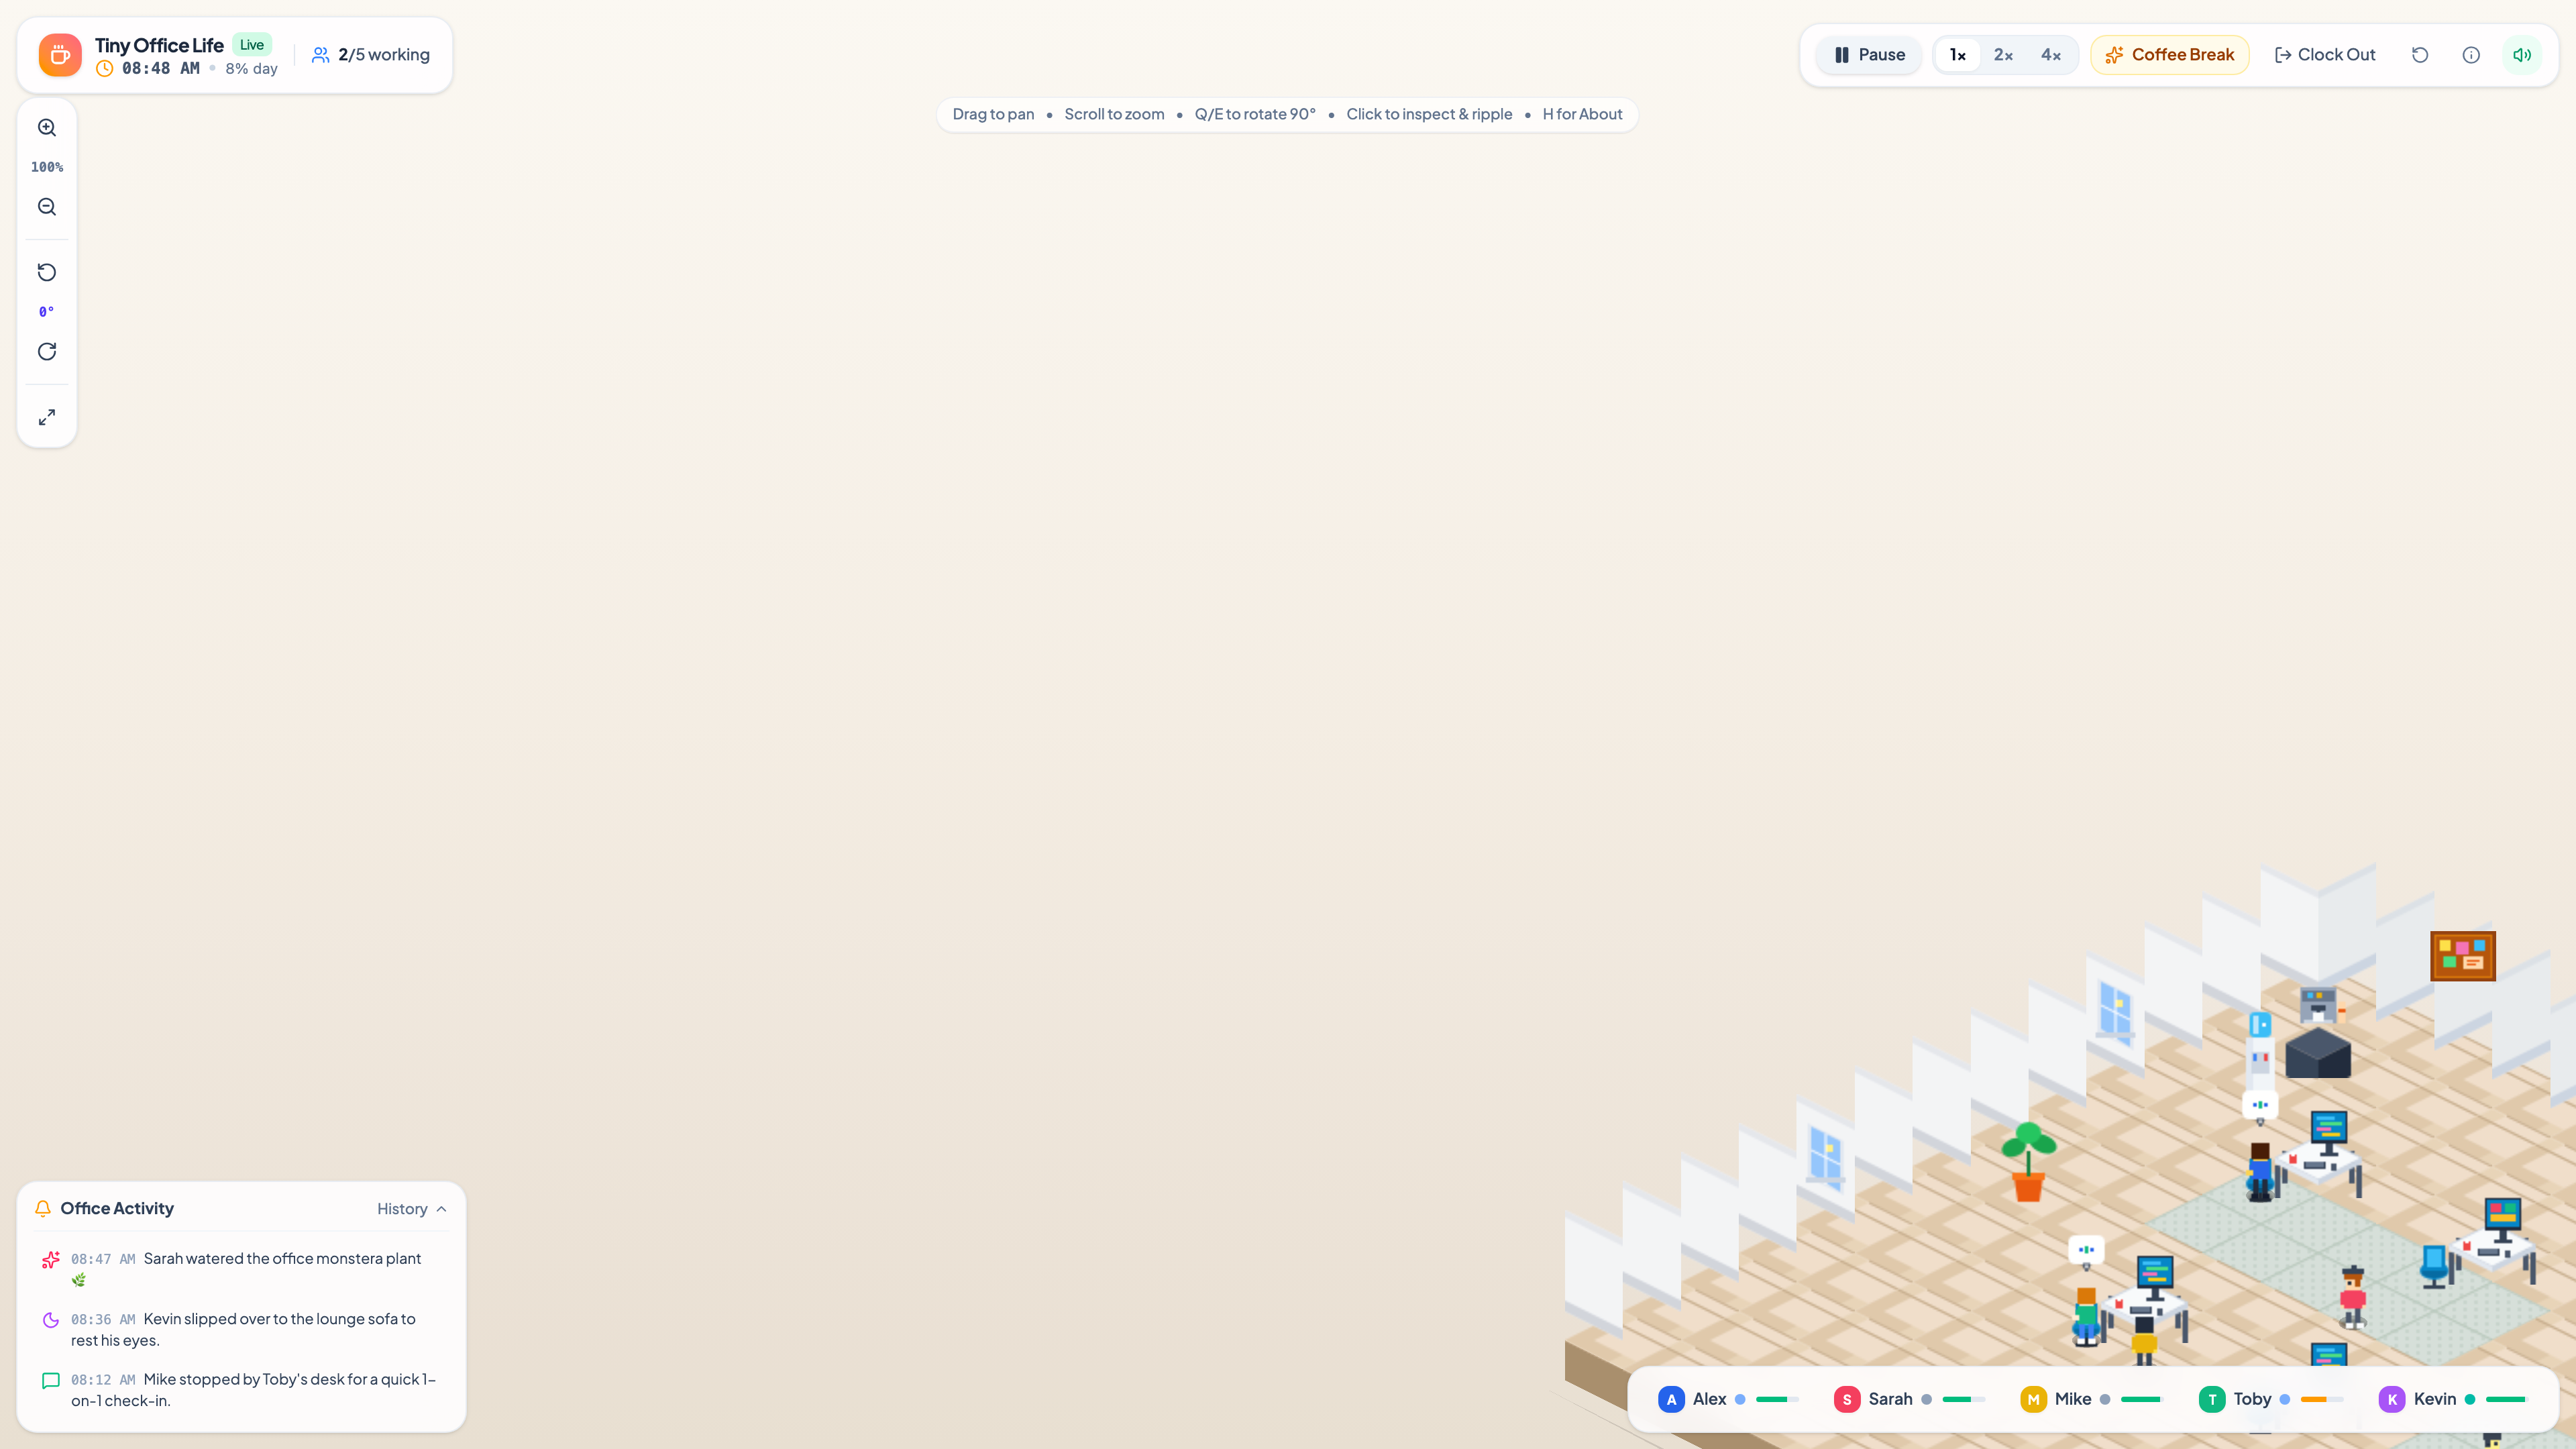 Tiny Office Life Live
08:48 AM • 8% day
2/5 working
Pause
1×
2×
4×
Coffee Break
Clock Out
Drag to pan • Scroll to zoom • Q/E to rotate 90° • Click to inspect & ripple • H for About
100%
0°
Office Activity
History
08:47 AM Sarah watered the office monstera plant
🌿
08:36 AM Kevin slipped over to the lounge sofa to
rest his eyes.
08:12 AM Mike stopped by Toby's desk for a quick 1-
on-1 check-in.
A Alex
S Sarah
M Mike
T Toby
K Kevin